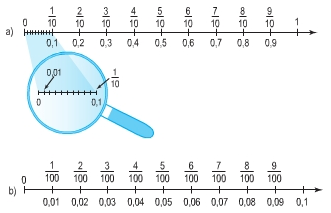 0 1/10 2/10 3/10 4/10 5/10 6/10 7/10 8/10 9/10 1
a)
0,1 0,2 0,3 0,4 0,5 0,6 0,7 0,8 0,9
0,01 1/10
0 0,1
0 1/100 2/100 3/100 4/100 5/100 6/100 7/100 8/100 9/100
b)
0,01 0,02 0,03 0,04 0,05 0,06 0,07 0,08 0,09 0,1